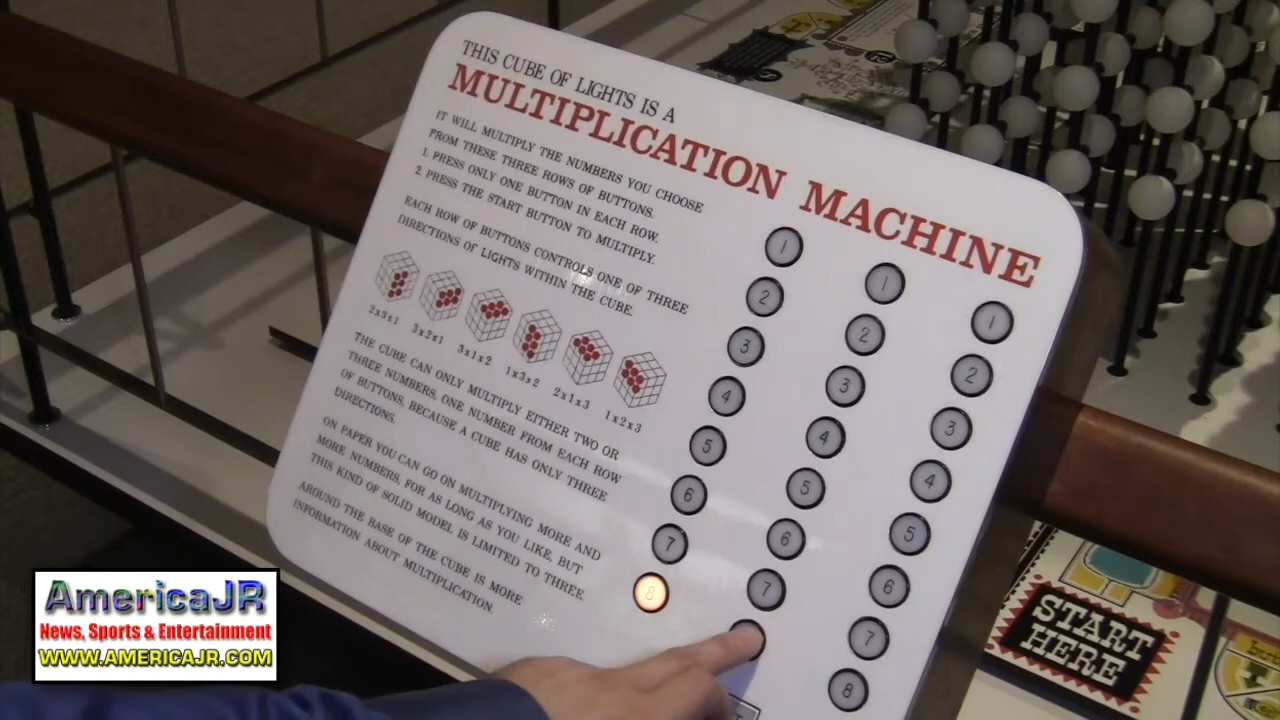 THIS CUBE OF LIGHTS IS A
MULTIPLICATION MACHINE
IT WILL MULTIPLY THE NUMBERS YOU CHOOSE
FROM THESE THREE ROWS OF BUTTONS.
1. PRESS ONLY ONE BUTTON IN EACH ROW.
2. PRESS THE START BUTTON TO MULTIPLY.
EACH ROW OF BUTTONS CONTROLS ONE OF THREE
DIRECTIONS OF LIGHTS WITHIN THE CUBE.
2x3x1 3x2x1 3x1x2 1x3x2 2x1x3 1x2x3
THE CUBE CAN ONLY MULTIPLY EITHER TWO OR
THREE NUMBERS, ONE NUMBER FROM EACH ROW
OF BUTTONS, BECAUSE A CUBE HAS ONLY THREE
DIRECTIONS.
ON PAPER YOU CAN GO ON MULTIPLYING MORE AND
MORE NUMBERS, FOR AS LONG AS YOU LIKE, BUT
THIS KIND OF SOLID MODEL IS LIMITED TO THREE.
AROUND THE BASE OF THE CUBE IS MORE
INFORMATION ABOUT MULTIPLICATION.
1
2
3
4
5
6
7
8
1
2
3
4
5
6
7
1
2
3
4
5
6
7
8
START
HERE
AmericaJR
News, Sports & Entertainment
WWW.AMERICAJR.COM